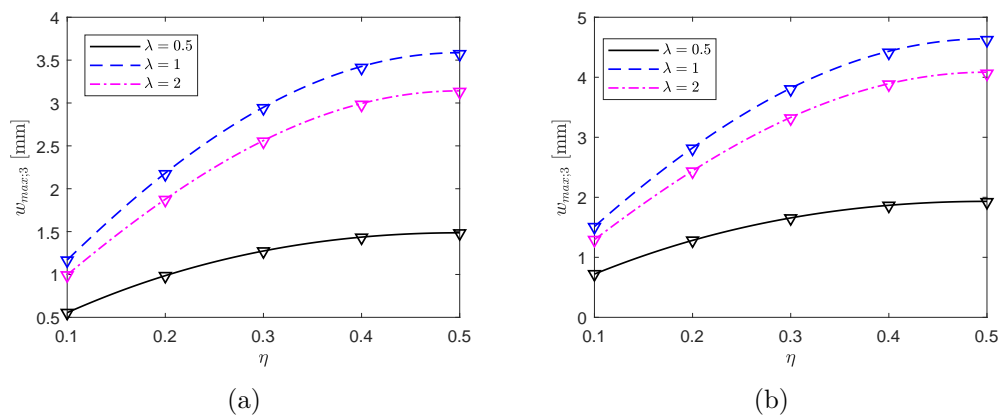 4
3.5
3
2.5
2
1.5
1
0.5
w_{max;3} [mm]
λ = 0.5
λ = 1
λ = 2
0.1 0.2 0.3 0.4 0.5
η
(a)
5
4
3
2
1
0
w_{max;3} [mm]
λ = 0.5
λ = 1
λ = 2
0.1 0.2 0.3 0.4 0.5
η
(b)